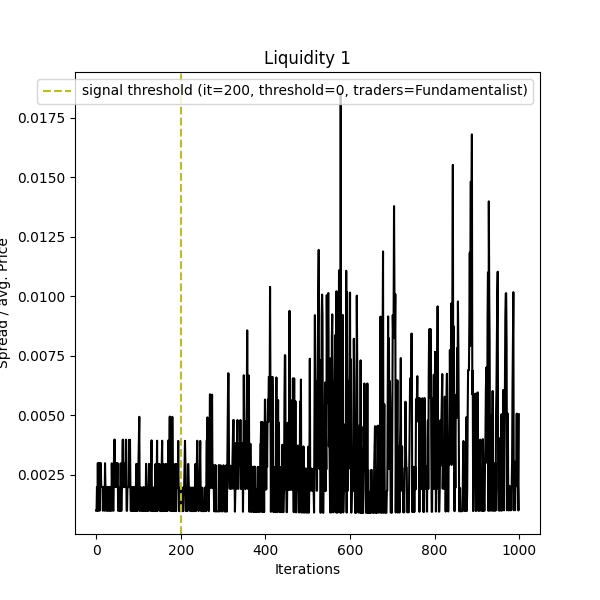 Liquidity 1
signal threshold (it=200, threshold=0, traders=Fundamentalist)
Spread / avg. Price
0.0175
0.0150
0.0125
0.0100
0.0075
0.0050
0.0025
0 200 400 600 800 1000
Iterations